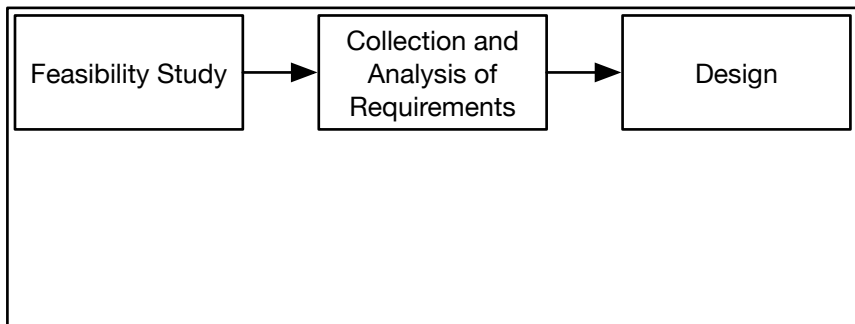 Feasibility Study
Collection and
Analysis of
Requirements
Design